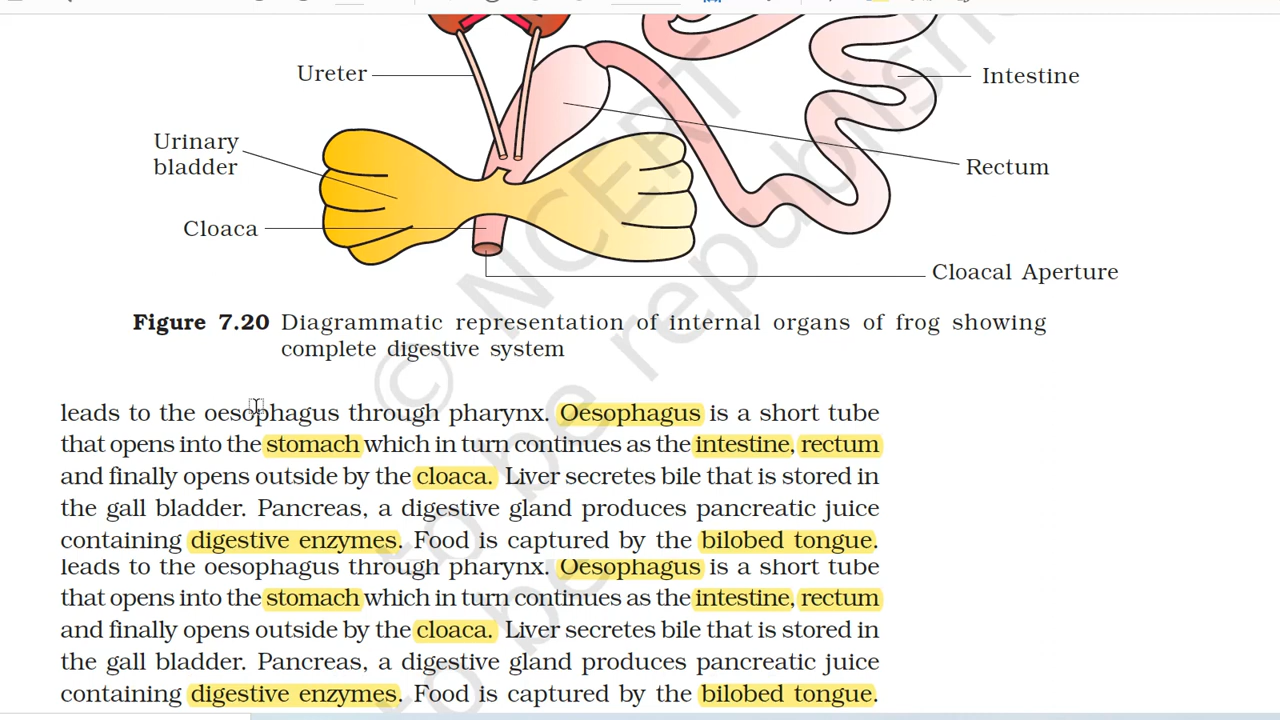 Ureter
Intestine
Urinary
bladder
Rectum
Cloaca
Cloacal Aperture
Figure 7.20 Diagrammatic representation of internal organs of frog showing
complete digestive system
leads to the oesophagus through pharynx. Oesophagus is a short tube
that opens into the stomach which in turn continues as the intestine, rectum
and finally opens outside by the cloaca. Liver secretes bile that is stored in
the gall bladder. Pancreas, a digestive gland produces pancreatic juice
containing digestive enzymes. Food is captured by the bilobed tongue.
leads to the oesophagus through pharynx. Oesophagus is a short tube
that opens into the stomach which in turn continues as the intestine, rectum
and finally opens outside by the cloaca. Liver secretes bile that is stored in
the gall bladder. Pancreas, a digestive gland produces pancreatic juice
containing digestive enzymes. Food is captured by the bilobed tongue.
© NCERT
to be republishe